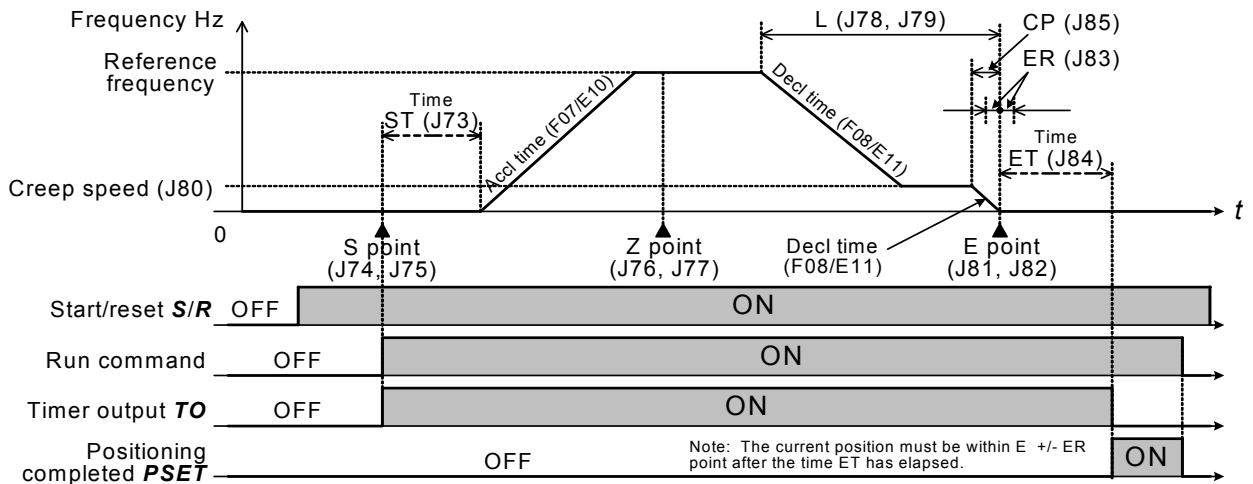 Frequency Hz
L (J78, J79)
CP (J85)
ER (J83)
Reference
frequency
Time
ST (J73)
Accl time (F07/E10)
Decl time (F08/E11)
Time
ET (J84)
Creep speed (J80)
t
0
S point
(J74, J75)
Z point
(J76, J77)
Decl time
(F08/E11)
E point
(J81, J82)
Start/reset S/R OFF ON
Run command OFF ON
Timer output TO OFF ON
Positioning
completed PSET OFF
Note: The current position must be within E +/- ER
point after the time ET has elapsed.
ON